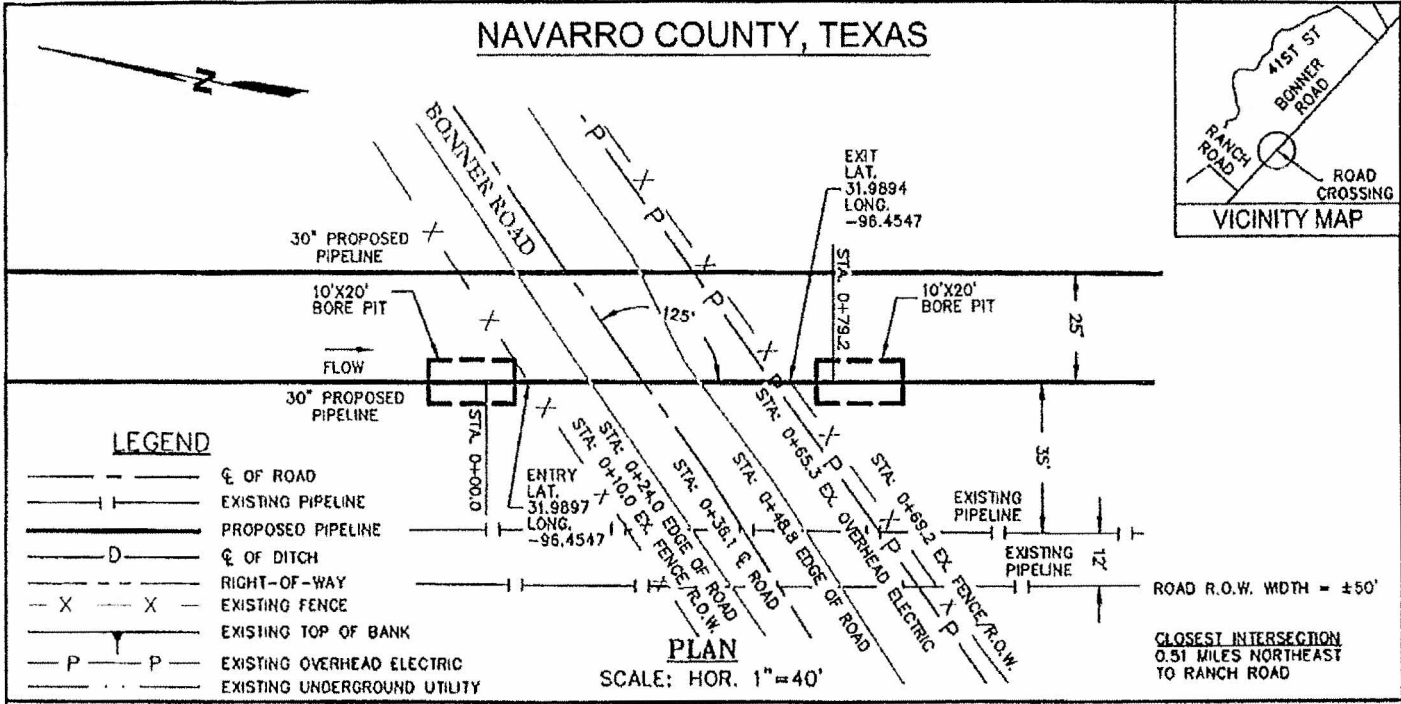 NAVARRO COUNTY, TEXAS
N
41ST ST
BONNER
ROAD
RANCH
ROAD
ROAD
CROSSING
VICINITY MAP
BONNER ROAD
P
X
P
X
P
X
X
X
EXIT
LAT.
31.9894
LONG.
-96.4547
30" PROPOSED
PIPELINE
10'X20'
BORE PIT
10'X20'
BORE PIT
125'
STA. 0+79.2
25'
FLOW
X
P
30" PROPOSED
PIPELINE
STA. 0+00.0
X
P
X
35'
ENTRY
LAT.
31.9897
LONG.
-96.4547
X
STA: 0+10.0 EX. FENCE/R.O.W.
STA: 0+24.0 EDGE OF ROAD
STA: 0+36.1 ℄ ROAD
STA: 0+48.8 EDGE OF ROAD
STA: 0+65.3 EX. OVERHEAD ELECTRIC
STA: 0+69.2 EX. FENCE/R.O.W.
X
P
X
X
P
EXISTING
PIPELINE
EXISTING
PIPELINE
12'
LEGEND
℄ OF ROAD
EXISTING PIPELINE
PROPOSED PIPELINE
D ℄ OF DITCH
RIGHT-OF-WAY
X X EXISTING FENCE
EXISTING TOP OF BANK
P P EXISTING OVERHEAD ELECTRIC
EXISTING UNDERGROUND UTILITY
PLAN
SCALE: HOR. 1"=40'
ROAD R.O.W. WIDTH = ±50'
CLOSEST INTERSECTION
0.51 MILES NORTHEAST
TO RANCH ROAD